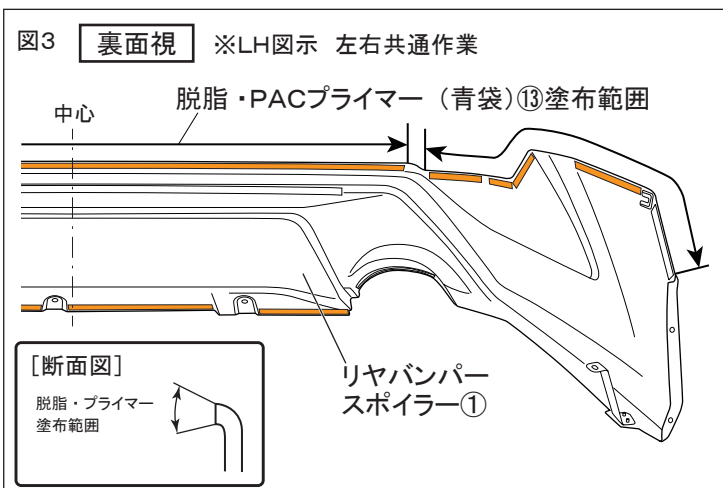 図3 裏面視 ※LH図示 左右共通作業
脱脂・PACプライマー（青袋）⑬塗布範囲
中心
リヤバンパー
スポイラー①
［断面図］
脱脂・プライマー
塗布範囲